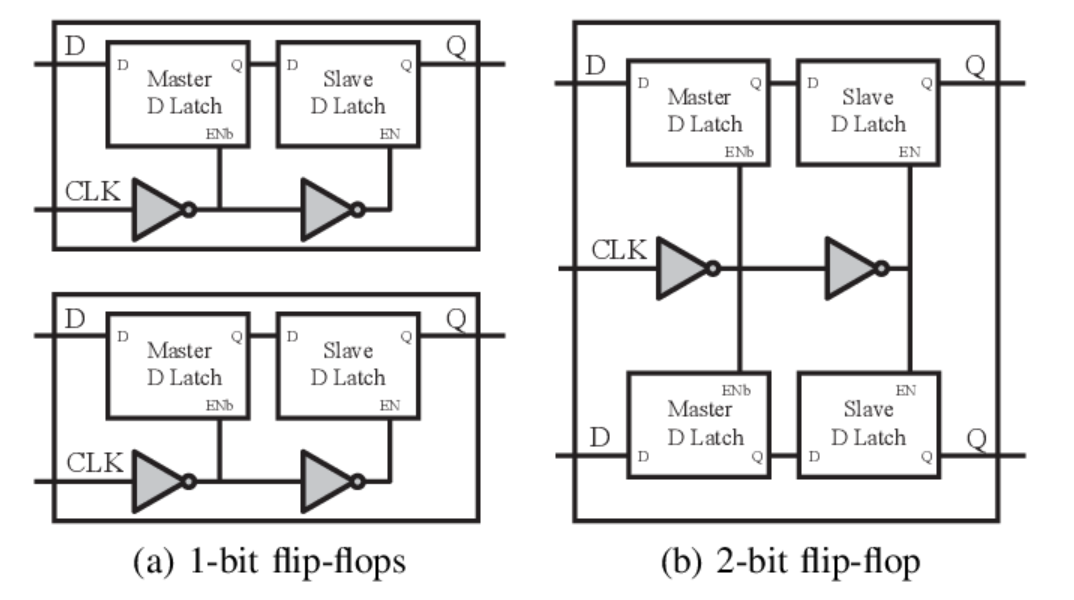 D
Q
D
Q
D
Q
Master
D Latch
Slave
D Latch
ENb
EN
CLK
D
Q
D
Q
D
Q
Master
D Latch
Slave
D Latch
ENb
EN
CLK
(a) 1-bit flip-flops
D
Q
D
Q
D
Q
Master
D Latch
Slave
D Latch
ENb
EN
CLK
ENb
EN
Master
D Latch
Slave
D Latch
D
Q
D
Q
D
Q
(b) 2-bit flip-flop